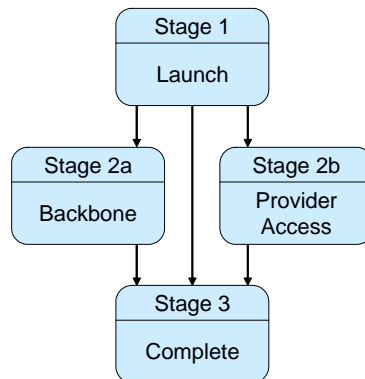 Stage 1
Launch
Stage 2a
Backbone
Stage 2b
Provider
Access
Stage 3
Complete